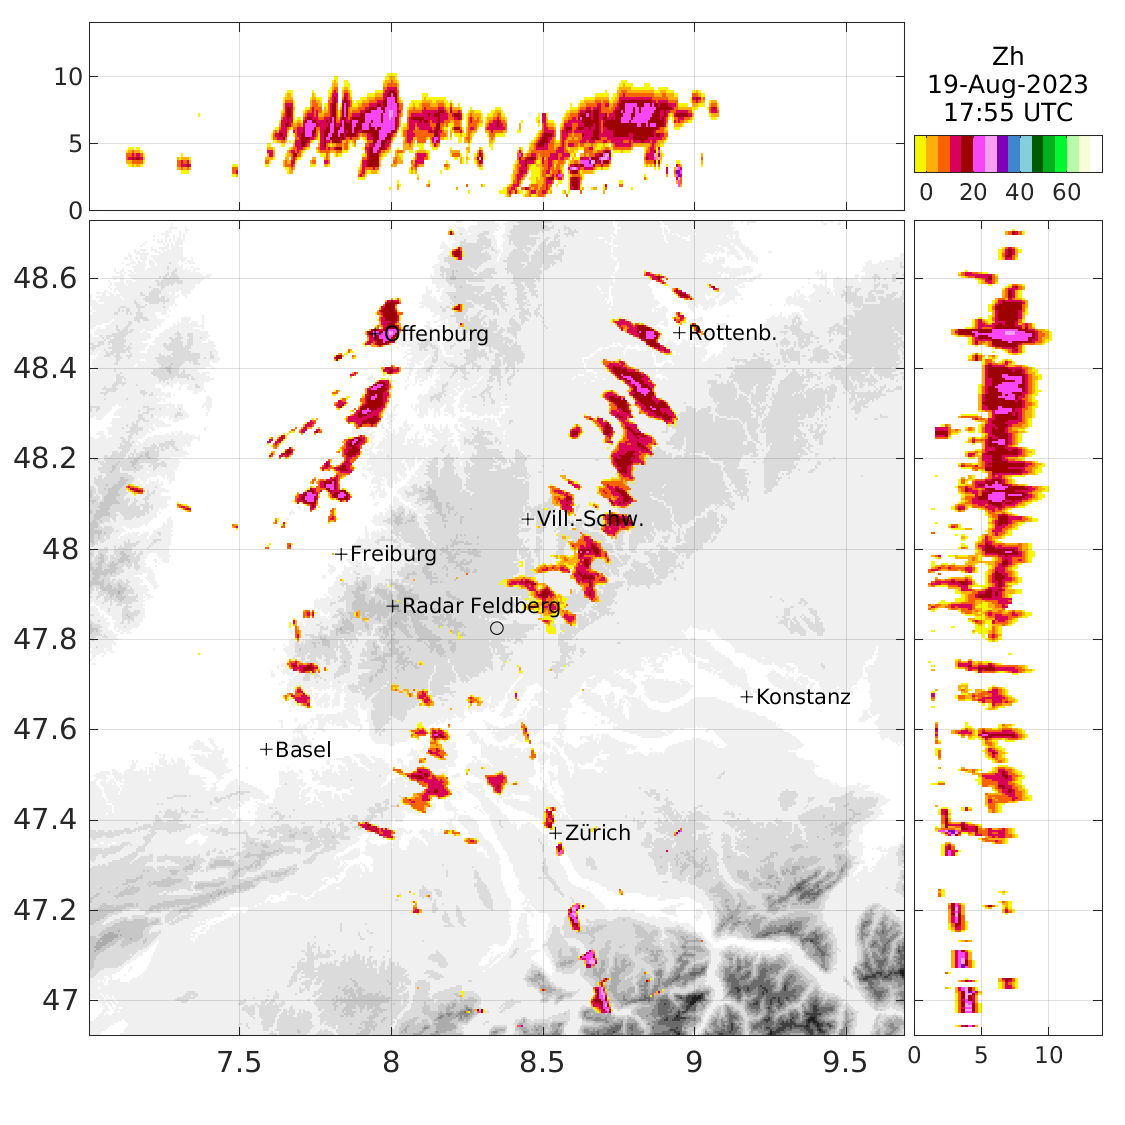 Zh
19-Aug-2023
17:55 UTC
0 20 40 60
10
5
0
48.6
48.4
48.2
48
47.8
47.6
47.4
47.2
47
Offenburg
Rottenb.
Vill.-Schw.
Freiburg
Radar Feldberg
Konstanz
Basel
Zürich
7.5 8 8.5 9 9.5
0 5 10